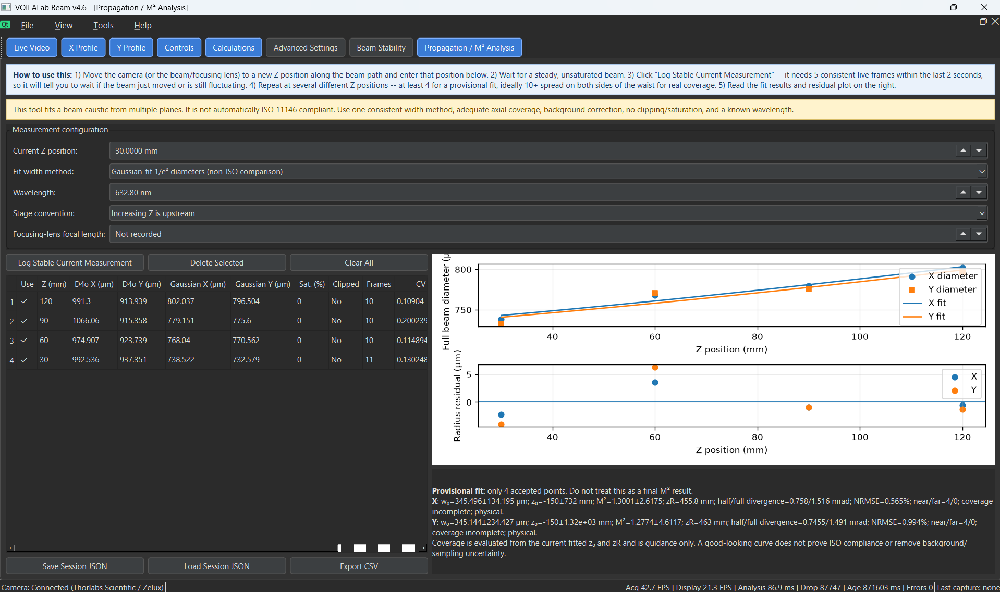 VOILALab Beam v4.6 - [Propagation / M² Analysis]
Qt File View Tools Help
Live Video X Profile Y Profile Controls Calculations Advanced Settings Beam Stability Propagation / M² Analysis
How to use this: 1) Move the camera (or the beam/focusing lens) to a new Z position along the beam path and enter that position below. 2) Wait for a steady, unsaturated beam. 3) Click “Log Stable Current Measurement” -- it needs 5 consistent live frames within the last 2 seconds,
so it will tell you to wait if the beam just moved or is still fluctuating. 4) Repeat at several different Z positions -- at least 4 for a provisional fit, ideally 10+ spread on both sides of the waist for real coverage. 5) Read the fit results and residual plot on the right.
This tool fits a beam caustic from multiple planes. It is not automatically ISO 11146 compliant. Use one consistent width method, adequate axial coverage, background correction, no clipping/saturation, and a known wavelength.
Measurement configuration
Current Z position: 30.0000 mm
Fit width method: Gaussian-fit 1/e² diameters (non-ISO comparison)
Wavelength: 632.80 nm
Stage convention: Increasing Z is upstream
Focusing-lens focal length: Not recorded
Log Stable Current Measurement Delete Selected Clear All
Use Z (mm) D4σ X (μm) D4σ Y (μm) Gaussian X (μm) Gaussian Y (μm) Sat. (%) Clipped Frames CV
1 120 991.3 913.939 802.037 796.504 0 No 10 0.10904
2 90 1066.06 915.358 779.151 775.6 0 No 10 0.200239
3 60 974.907 923.739 768.04 770.562 0 No 10 0.114894
4 30 992.536 937.351 738.522 732.579 0 No 11 0.130248
Save Session JSON Load Session JSON Export CSV
Full beam diameter (μ
800
750
X diameter
Y diameter
X fit
Y fit
40 60 80 100 120
Z position (mm)
Radius residual (μm)
5
0
X
Y
40 60 80 100 120
Z position (mm)
Provisional fit: only 4 accepted points. Do not treat this as a final M² result.
X: w₀=345.496±134.195 μm; z₀=-150±732 mm; M²=1.3001±2.6175; zR=455.8 mm; half/full divergence=0.758/1.516 mrad; NRMSE=0.565%; near/far=4/0; coverage
incomplete; physical.
Y: w₀=345.144±234.427 μm; z₀=-150±1.32e+03 mm; M²=1.2774±4.6117; zR=463 mm; half/full divergence=0.7455/1.491 mrad; NRMSE=0.994%; near/far=4/0;
coverage incomplete; physical.
Coverage is evaluated from the current fitted z₀ and zR and is guidance only. A good-looking curve does not prove ISO compliance or remove background/
sampling uncertainty.
Camera: Connected (Thorlabs Scientific / Zelux) Acq 42.7 FPS | Display 21.3 FPS | Analysis 86.9 ms | Drop 87747 | Age 871603 ms | Errors 0 Last capture: none